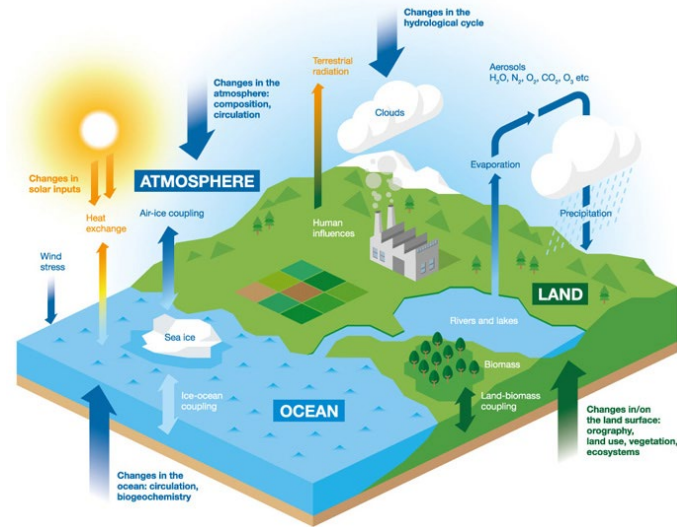 Changes in the
hydrological cycle
Terrestrial
radiation
Aerosols
H₂O, N₂, O₂, CO₂, O₃ etc
Changes in the
atmosphere:
composition,
circulation
Clouds
Evaporation
Changes in
solar inputs
ATMOSPHERE
Heat
exchange
Air-ice coupling
Human
influences
Precipitation
Wind
stress
LAND
Rivers and lakes
Sea ice
Biomass
Ice-ocean
coupling
OCEAN
Land-biomass
coupling
Changes in/on
the land surface:
orography,
land use, vegetation,
ecosystems
Changes in the
ocean: circulation,
biogeochemistry